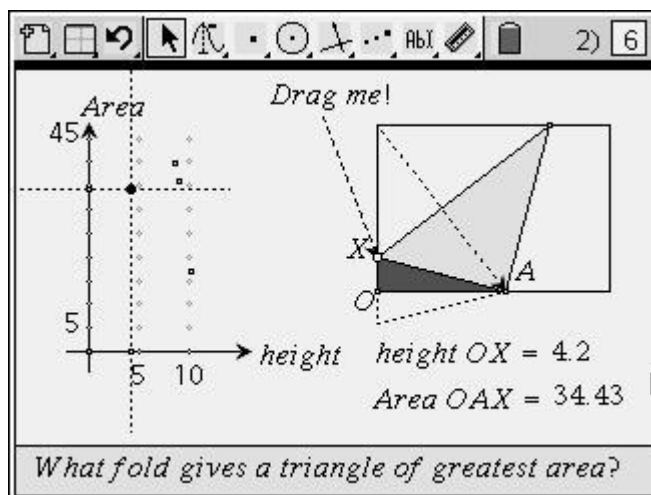 AbI 2) 6
Area
Drag me!
45
X
A
O
5
5 10
height
height OX = 4.2
Area OAX = 34.43
What fold gives a triangle of greatest area?